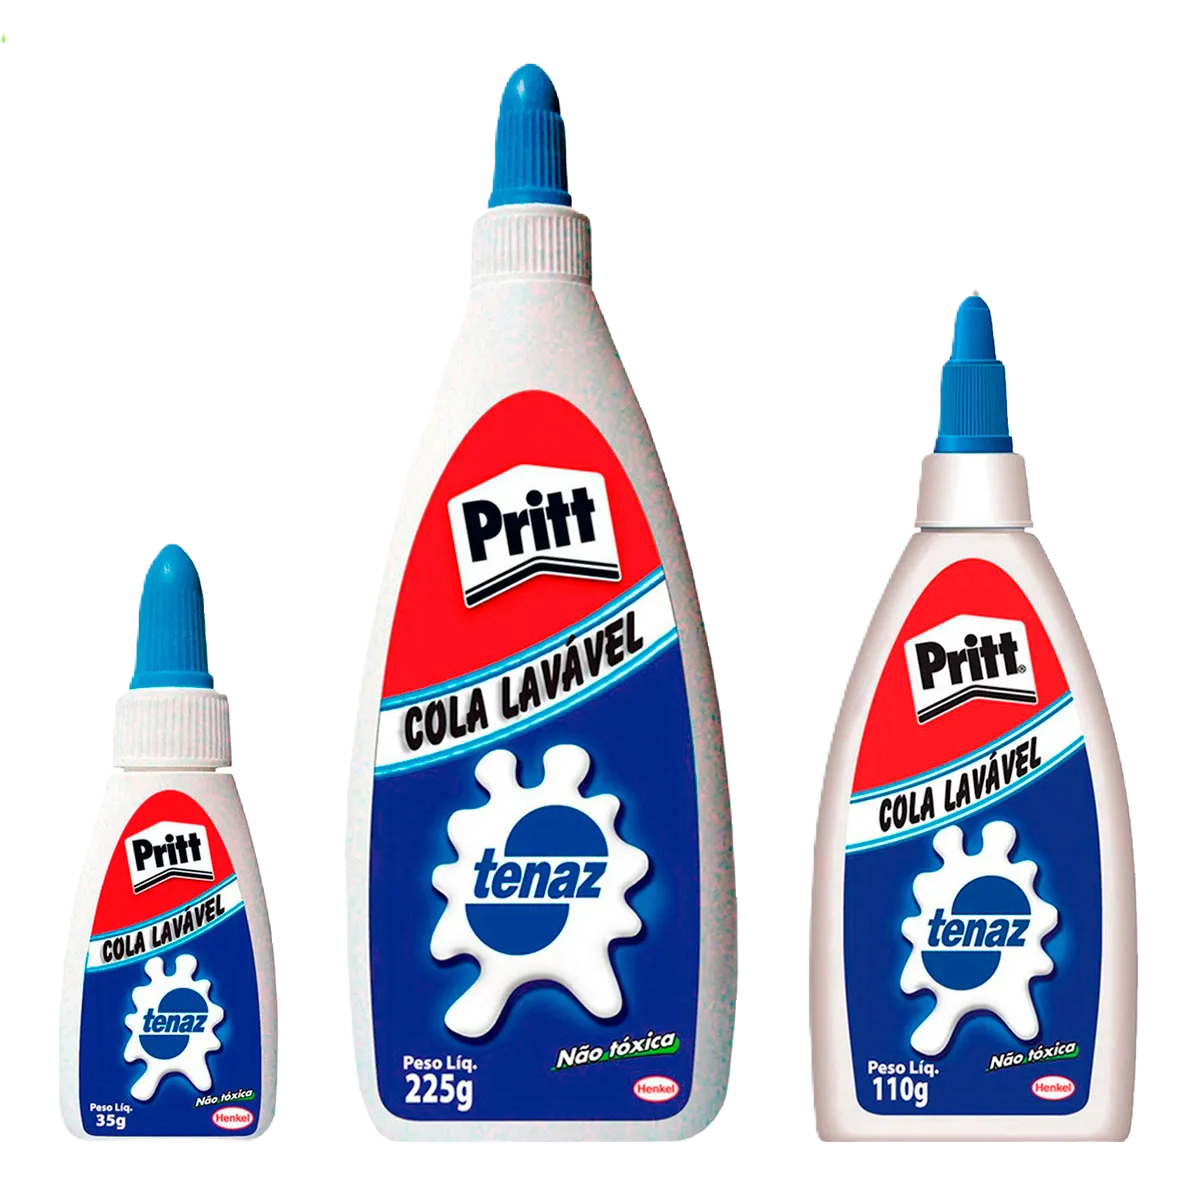 Pritt
COLA LAVÁVEL
tenaz
Não tóxica
Peso Líq.
35g
Henkel
Pritt
COLA LAVÁVEL
tenaz
Não tóxica
Peso Líq.
225g
Henkel
Pritt®
COLA LAVÁVEL
tenaz
Não tóxica
Peso Líq.
110g
Henkel